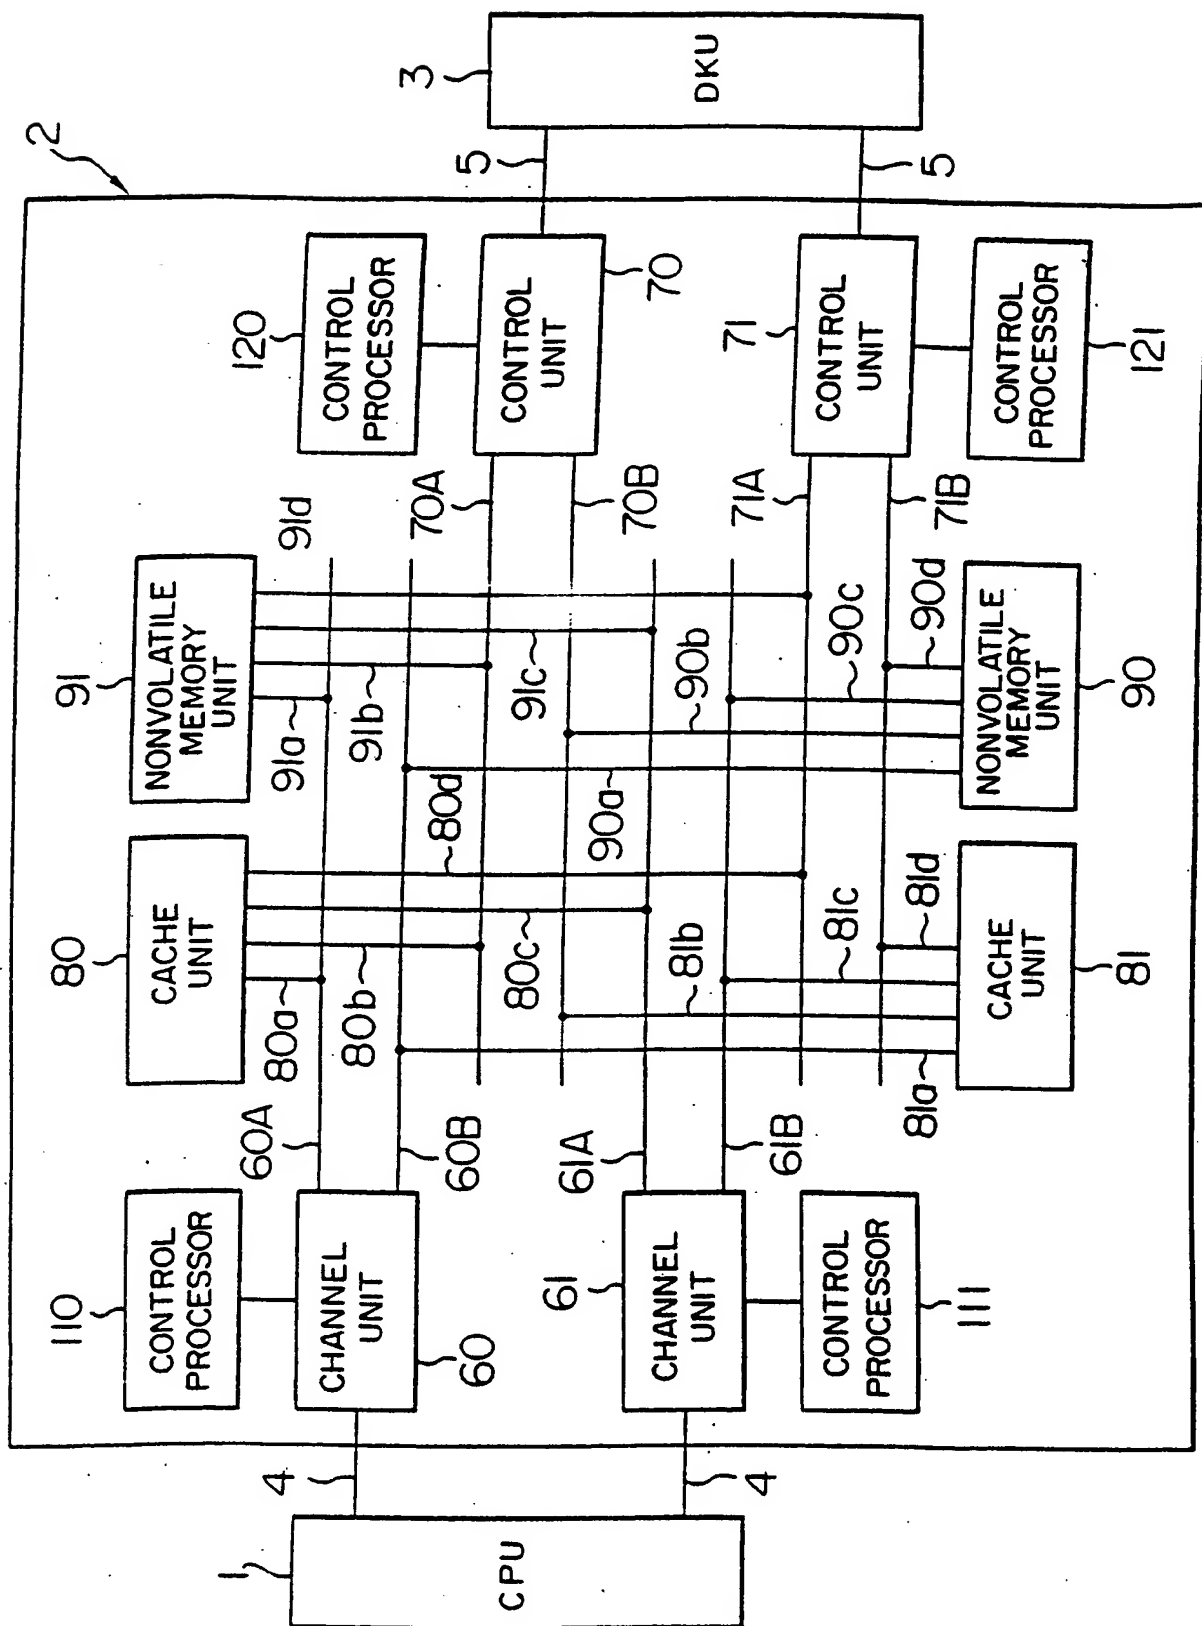 2
3
DKU
5
5
120
CONTROL
PROCESSOR
CONTROL
UNIT
70
71
CONTROL
UNIT
CONTROL
PROCESSOR
121
91
NONVOLATILE
MEMORY
UNIT
91a
91b
91c
91d
70A
70B
71A
71B
90a
90b
90c
90d
NONVOLATILE
MEMORY
UNIT
90
80
CACHE
UNIT
80a
80b
80c
80d
81a
81b
81c
81d
CACHE
UNIT
81
60A
60B
61A
61B
110
CONTROL
PROCESSOR
CHANNEL
UNIT
60
61
CHANNEL
UNIT
CONTROL
PROCESSOR
111
4
4
1
CPU